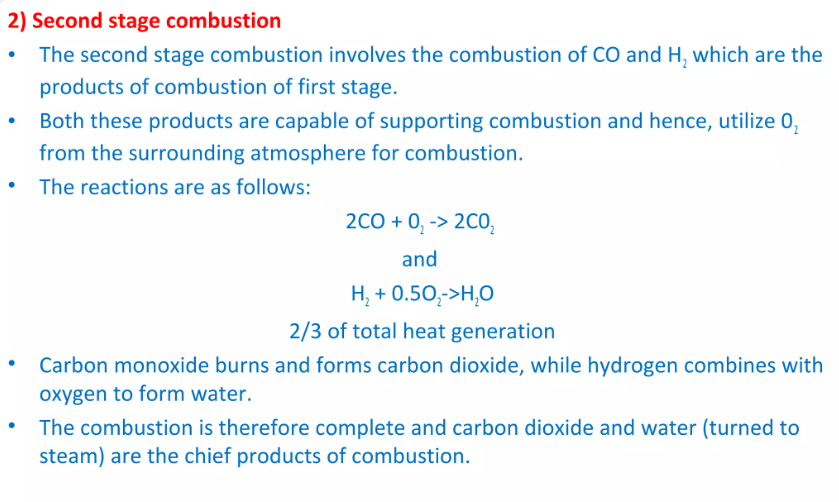 2) Second stage combustion
• The second stage combustion involves the combustion of CO and H₂ which are the
products of combustion of first stage.
• Both these products are capable of supporting combustion and hence, utilize 0₂
from the surrounding atmosphere for combustion.
• The reactions are as follows:
2CO + 0₂ -> 2C0₂
and
H₂ + 0.5O₂->H₂O
2/3 of total heat generation
• Carbon monoxide burns and forms carbon dioxide, while hydrogen combines with
oxygen to form water.
• The combustion is therefore complete and carbon dioxide and water (turned to
steam) are the chief products of combustion.